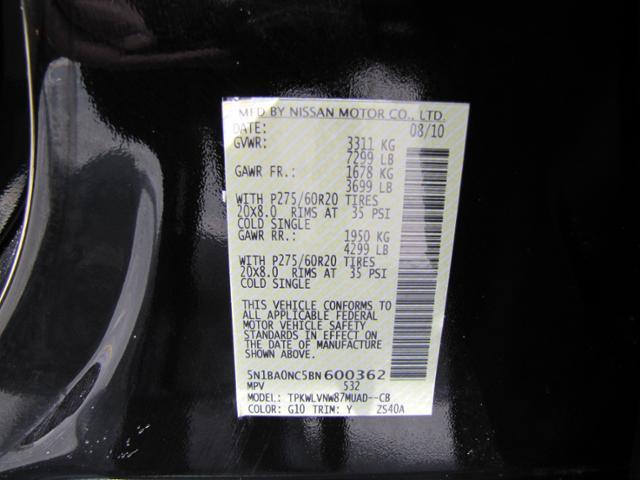 MFD BY NISSAN MOTOR CO., LTD.
DATE: 08/10
GVWR: 3311 KG
7299 LB
GAWR FR.: 1678 KG
3699 LB
WITH P275/60R20 TIRES
20X8.0 RIMS AT 35 PSI
COLD SINGLE
GAWR RR.: 1950 KG
4299 LB
WITH P275/60R20 TIRES
20X8.0 RIMS AT 35 PSI
COLD SINGLE
THIS VEHICLE CONFORMS TO
ALL APPLICABLE FEDERAL
MOTOR VEHICLE SAFETY
STANDARDS IN EFFECT ON
THE DATE OF MANUFACTURE
SHOWN ABOVE.
5N1BA0NC5BN600362
MPV 532
MODEL: TPKWLVNW87MUAD--CB
COLOR: G10 TRIM: Y ZS40A